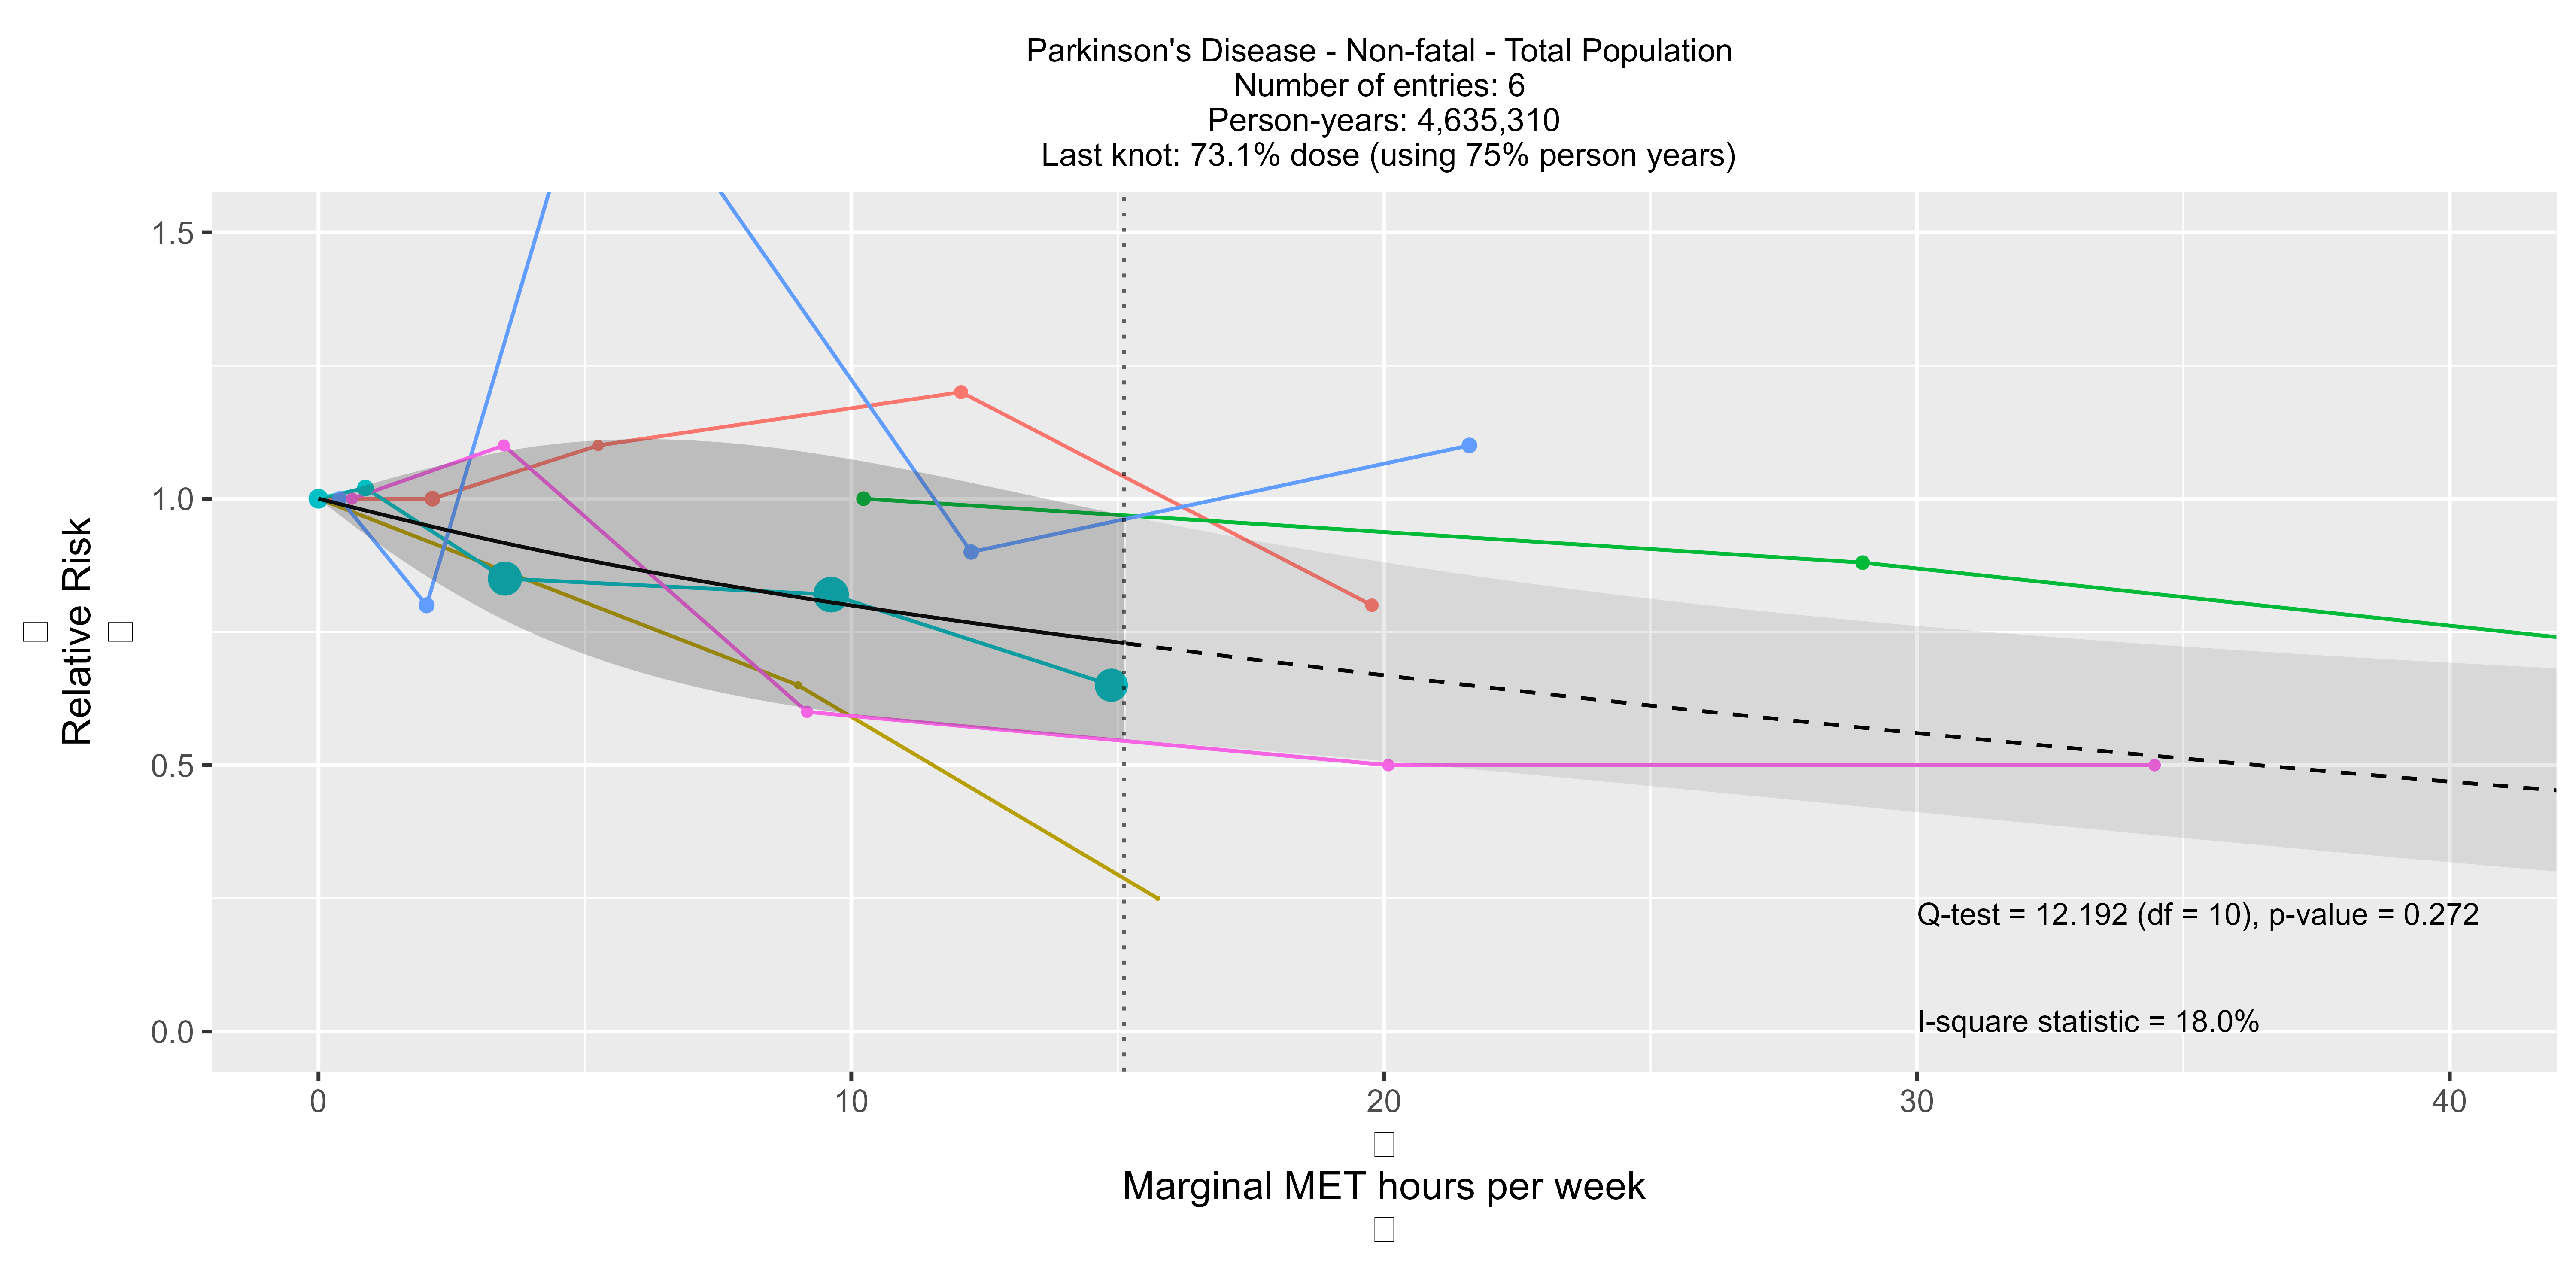 Parkinson's Disease - Non-fatal - Total Population
Number of entries: 6
Person-years: 4,635,310
Last knot: 73.1% dose (using 75% person years)
1.5
1.0
0.5
0.0
Relative Risk
Q-test = 12.192 (df = 10), p-value = 0.272
I-square statistic = 18.0%
0 10 20 30 40
Marginal MET hours per week